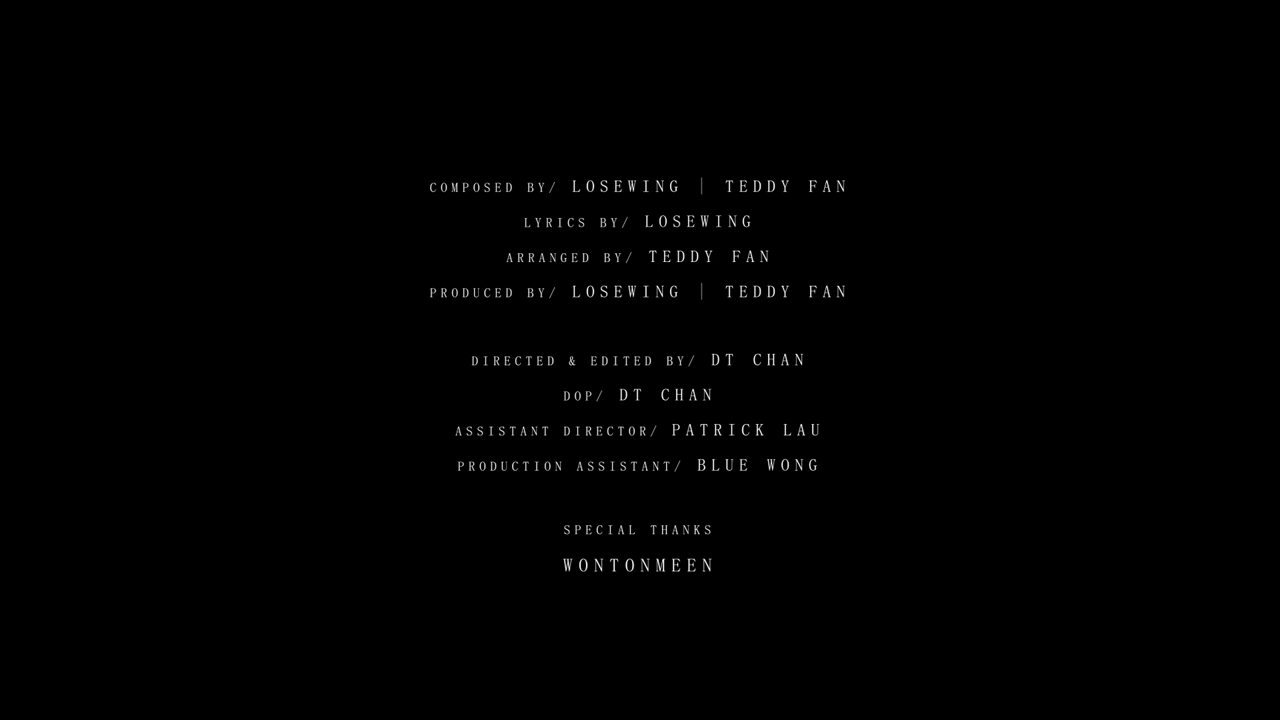 COMPOSED BY/ LOSEWING | TEDDY FAN
LYRICS BY/ LOSEWING
ARRANGED BY/ TEDDY FAN
PRODUCED BY/ LOSEWING | TEDDY FAN
DIRECTED & EDITED BY/ DT CHAN
DOP/ DT CHAN
ASSISTANT DIRECTOR/ PATRICK LAU
PRODUCTION ASSISTANT/ BLUE WONG
SPECIAL THANKS
WONTONMEEN